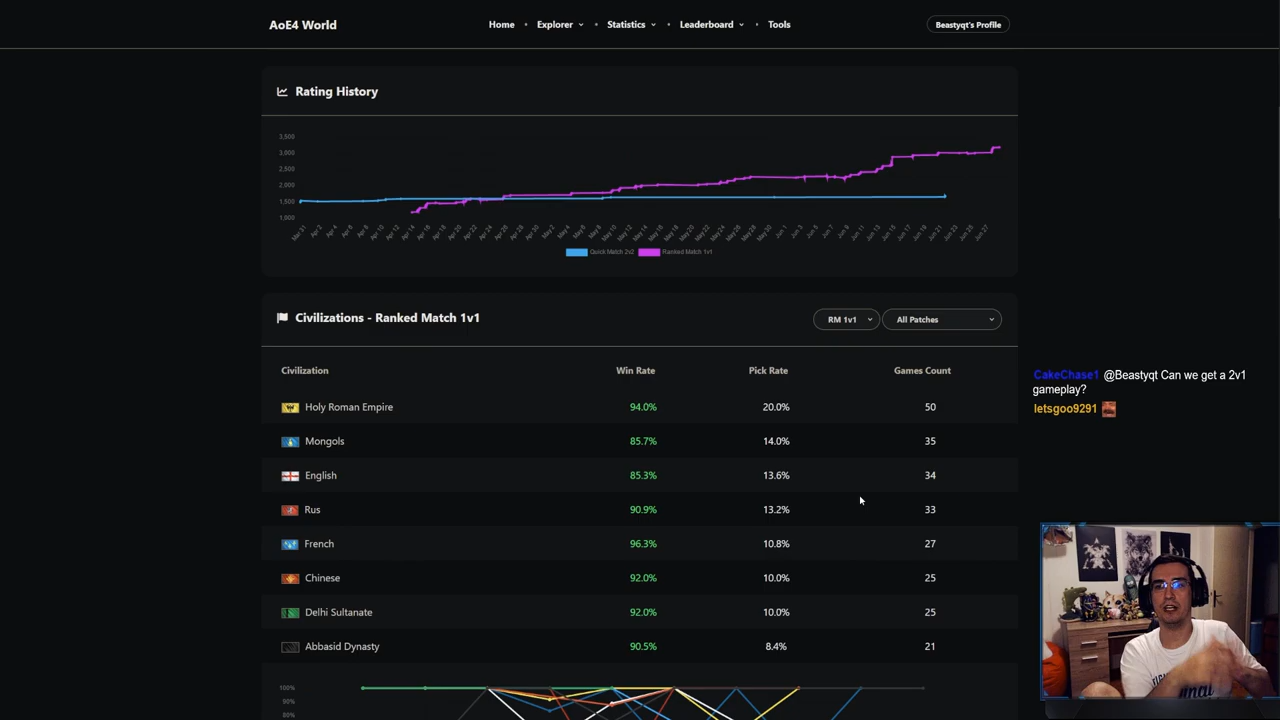 AoE4 World
Home • Explorer • Statistics • Leaderboard • Tools
Beastyqt's Profile
Rating History
3,500
3,000
2,500
2,000
1,500
1,000
Quick Match 2v2 Ranked Match 1v1
Civilizations - Ranked Match 1v1
RM 1v1
All Patches
Civilization Win Rate Pick Rate Games Count
Holy Roman Empire 94.0% 20.0% 50
Mongols 85.7% 14.0% 35
English 85.3% 13.6% 34
Rus 90.9% 13.2% 33
French 96.3% 10.8% 27
Chinese 92.0% 10.0% 25
Delhi Sultanate 92.0% 10.0% 25
Abbasid Dynasty 90.5% 8.4% 21
100%
90%
80%
CakeChase1 @Beastyqt Can we get a 2v1
gameplay?
letsgoo9291